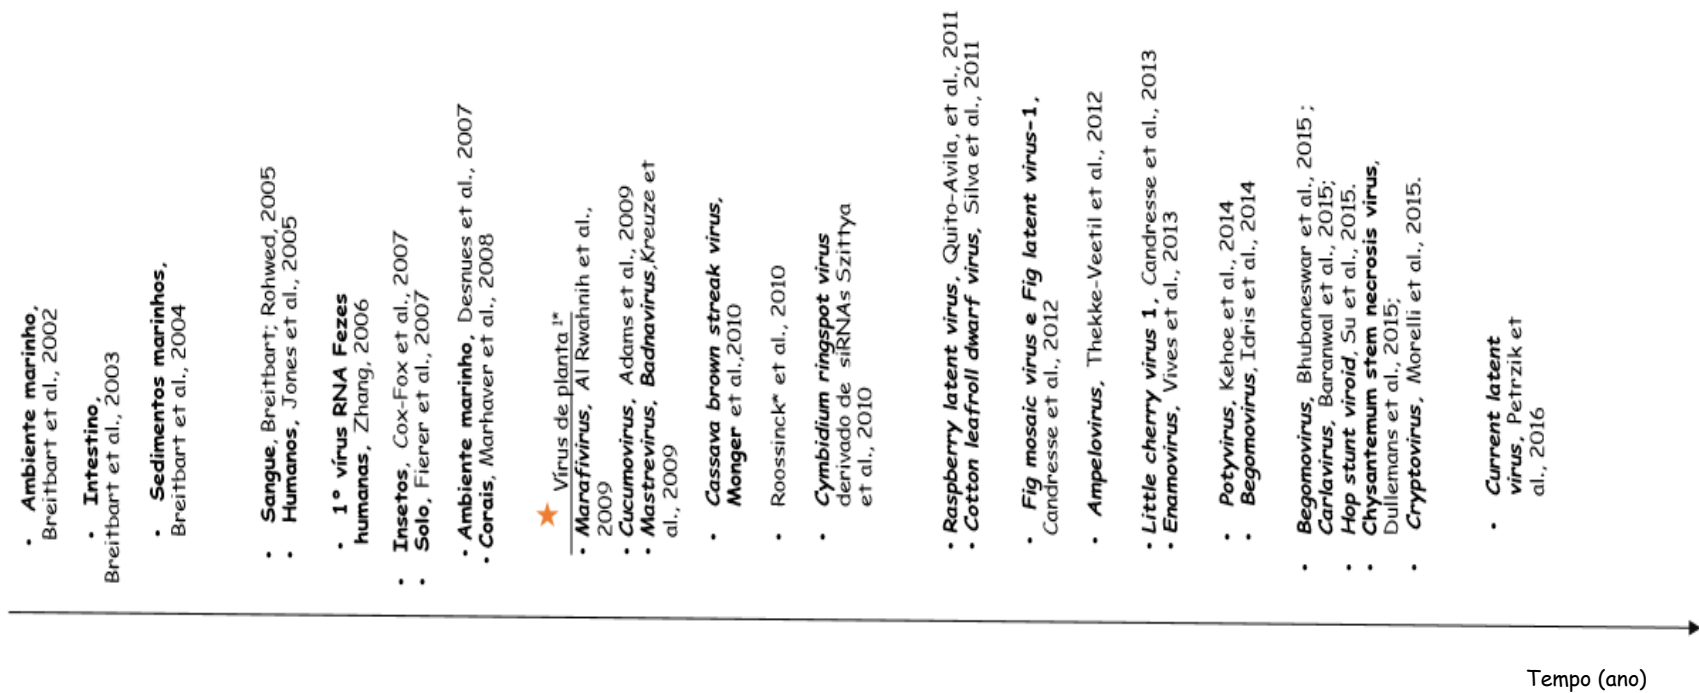 • Ambiente marinho,
Breitbart et al., 2002
• Intestino,
Breitbart et al., 2003
• Sedimentos marinhos,
Breitbart et al., 2004
• Sangue, Breitbart; Rohwed, 2005
• Humanos, Jones et al., 2005
• 1º vírus RNA Fezes
humanas, Zhang, 2006
• Insetos, Cox-Fox et al., 2007
• Solo, Fierer et al., 2007
• Ambiente marinho, Desnues et al., 2007
• Corais, Marhaver et al., 2008
Vírus de planta 1*
• Marafivirus, Al Rwahnih et al.,
2009
• Cucumovirus, Adams et al., 2009
• Mastrevirus, Badnavirus,Kreuze et
al., 2009
• Cassava brown streak virus,
Monger et al.,2010
• Roossinck* et al., 2010
• Cymbidium ringspot virus
derivado de siRNAs Szittya
et al., 2010
• Raspberry latent virus, Quito-Avila, et al., 2011
• Cotton leafroll dwarf virus, Silva et al., 2011
• Fig mosaic virus e Fig latent virus-1,
Candresse et al., 2012
• Ampelovirus, Thekke-Veetil et al., 2012
• Little cherry virus 1, Candresse et al., 2013
• Enamovirus, Vives et al., 2013
• Potyvirus, Kehoe et al., 2014
• Begomovirus, Idris et al., 2014
• Begomovirus, Bhubaneswar et al., 2015 ;
Carlavirus, Baranwal et al., 2015;
• Hop stunt viroid, Su et al., 2015.
• Chysantemum stem necrosis virus,
Dullemans et al., 2015;
• Cryptovirus, Morelli et al., 2015.
• Current latent
virus, Petrzik et
al., 2016
Tempo (ano)